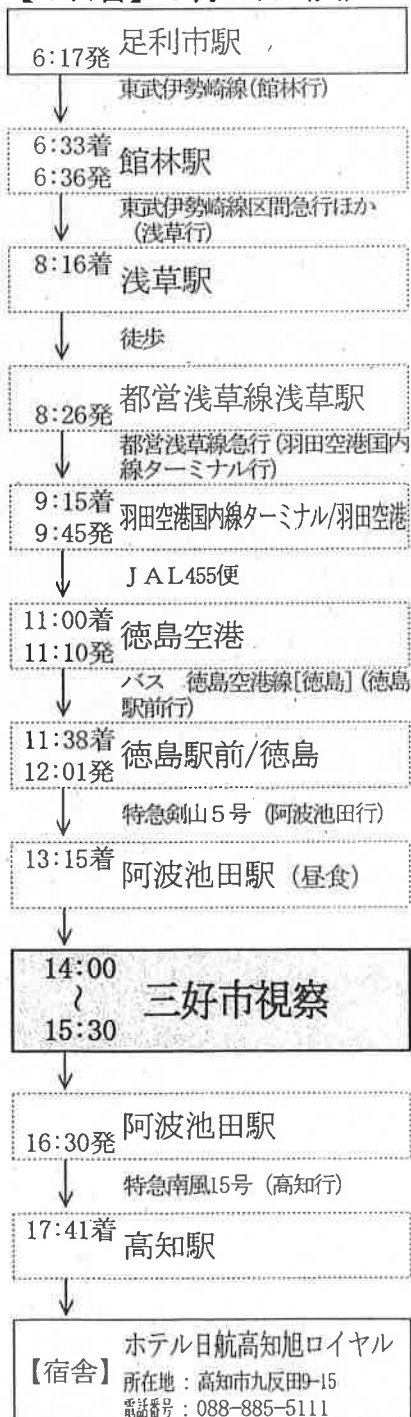 6:17発 足利市駅
東武伊勢崎線(館林行)
6:33着
6:36発 館林駅
東武伊勢崎線区間急行ほか
(浅草行)
8:16着 浅草駅
徒歩
8:26発 都営浅草線浅草駅
都営浅草線急行(羽田空港国内
線ターミナル行)
9:15着
9:45発 羽田空港国内線ターミナル/羽田空港
JAL455便
11:00着
11:10発 徳島空港
バス 徳島空港線[徳島](徳島
駅前行)
11:38着
12:01発 徳島駅前/徳島
特急剣山5号(阿波池田行)
13:15着 阿波池田駅(昼食)
14:00
~
15:30 三好市視察
16:30発 阿波池田駅
特急南風15号(高知行)
17:41着 高知駅
【宿舎】 ホテル日航高知旭ロイヤル
所在地:高知市九反田9-15
電話番号:088-885-5111